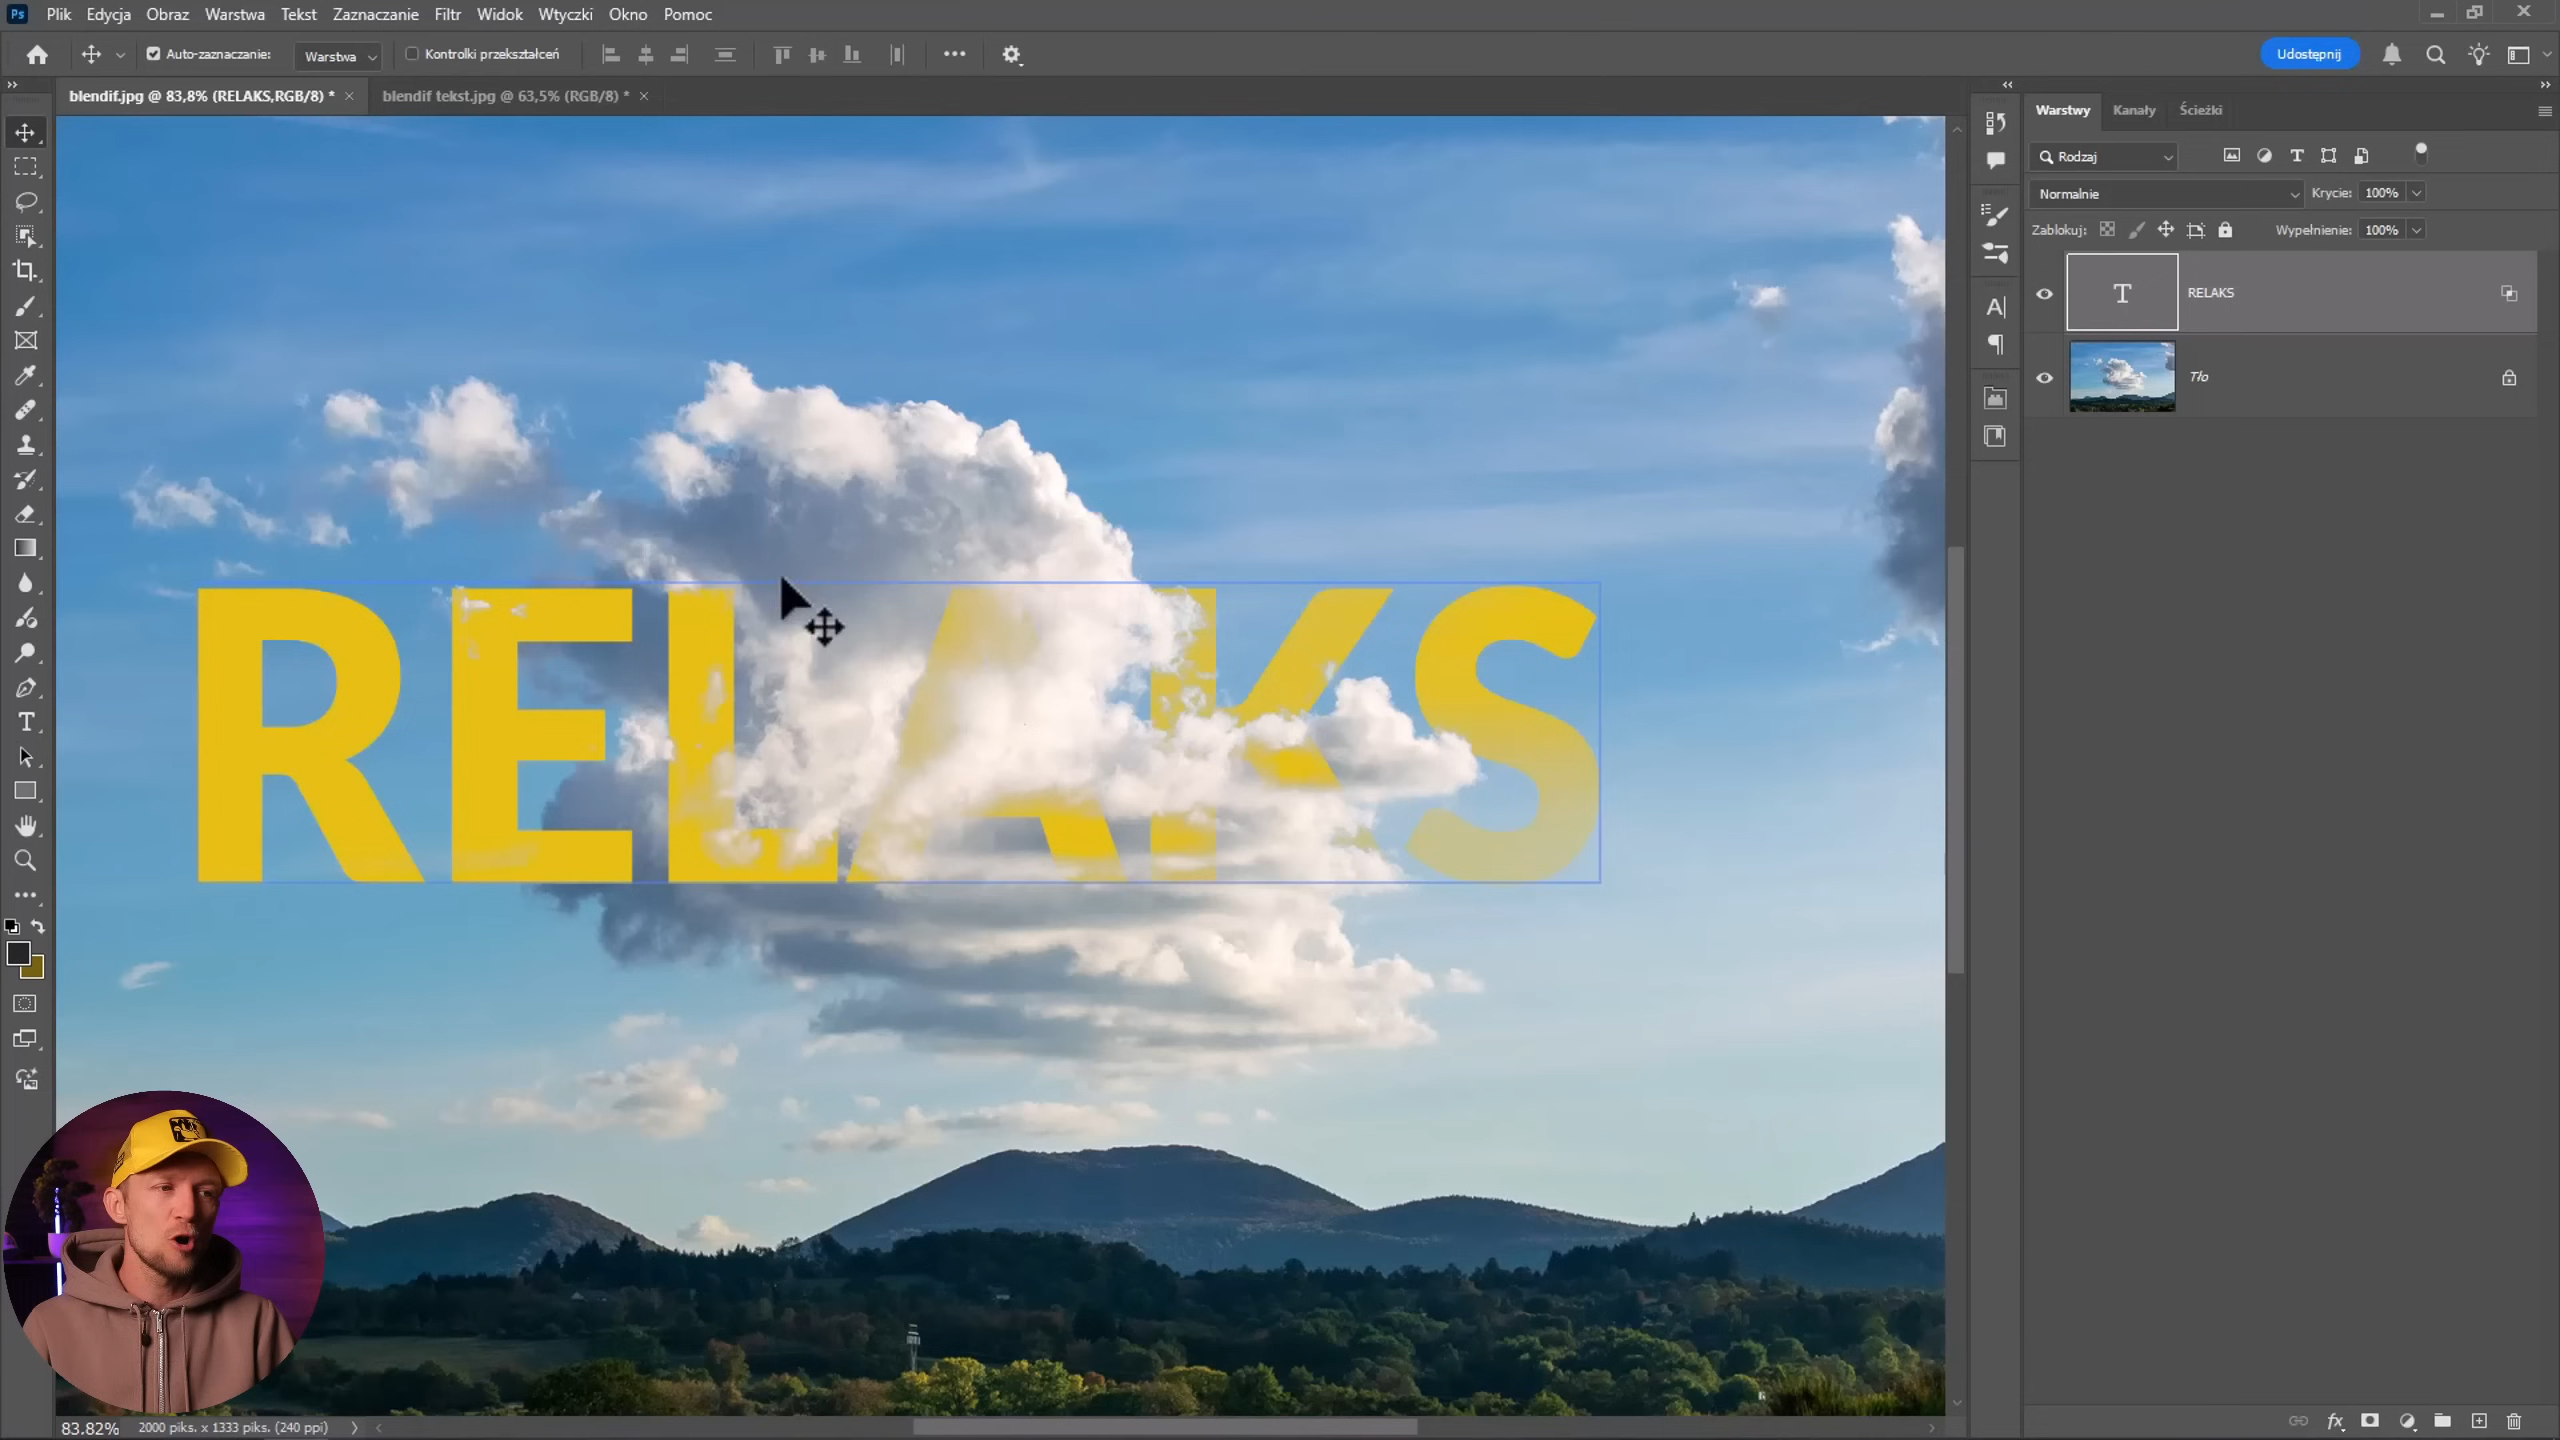 Ps Plik Edycja Obraz Warstwa Tekst Zaznaczanie Filtr Widok Wtyczki Okno Pomoc
Auto-zaznaczanie: Warstwa Kontrolki przekształceń Udostępnij
blendif.jpg @ 83,8% (RELAKS,RGB/8) * × blendif tekst.jpg @ 63,5% (RGB/8) * ×
Warstwy Kanały Ścieżki
Rodzaj
Normalnie Krycie: 100%
Zablokuj: Wypełnienie: 100%
T RELAKS
Tło
RELAKS
83.82% 2000 piks. x 1333 piks. (240 ppi)
fx